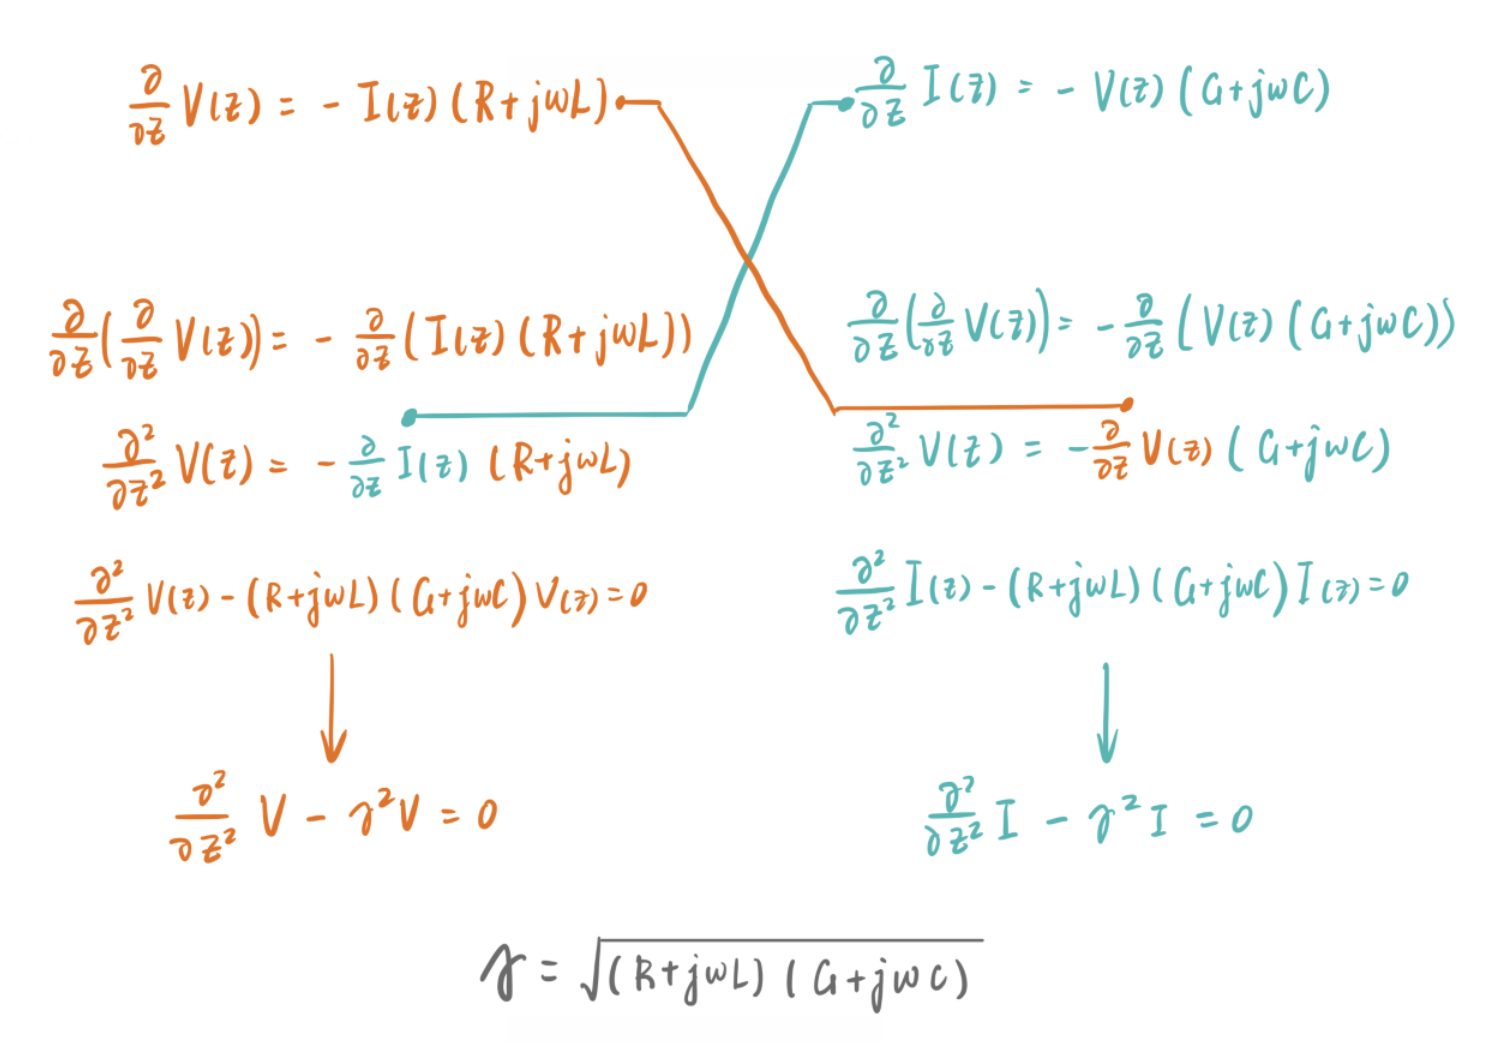 ∂/∂z V(z) = - I(z) (R+jωL)
∂/∂z I(z) = - V(z) (G+jωC)
∂/∂z (∂/∂z V(z)) = - ∂/∂z (I(z) (R+jωL))
∂/∂z (∂/∂z V(z)) = - ∂/∂z (V(z) (G+jωC))
∂²/∂z² V(z) = - ∂/∂z I(z) (R+jωL)
∂²/∂z² V(z) = - ∂/∂z V(z) (G+jωC)
∂²/∂z² V(z) - (R+jωL) (G+jωC) V(z) = 0
∂²/∂z² I(z) - (R+jωL) (G+jωC) I(z) = 0
∂²/∂z² V - γ²V = 0
∂²/∂z² I - γ²I = 0
γ = √((R+jωL) (G+jωC))